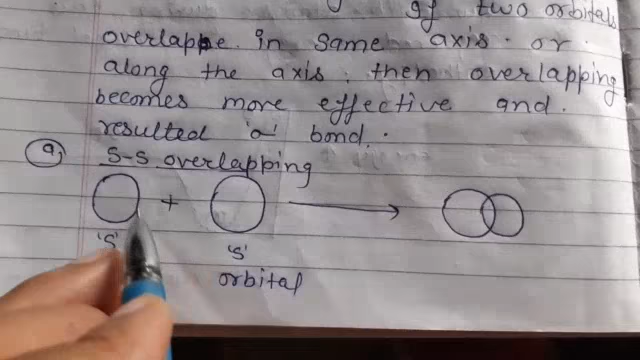 If two orbitals
overlappe in same axis. or.
along the axis, then overlapping
becomes more effective and.
resulted 'σ' bond.
a) S-S overlapping
+
's' 's'
orbital